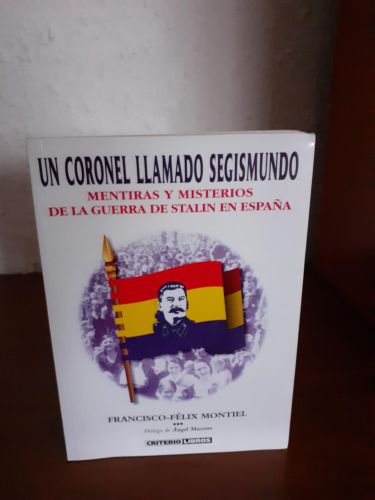 UN CORONEL LLAMADO SEGISMUNDO
MENTIRAS Y MISTERIOS
DE LA GUERRA DE STALIN EN ESPAÑA
FRANCISCO-FÉLIX MONTIEL
***
Prólogo de Ángel Maestro
CRITERIO LIBROS